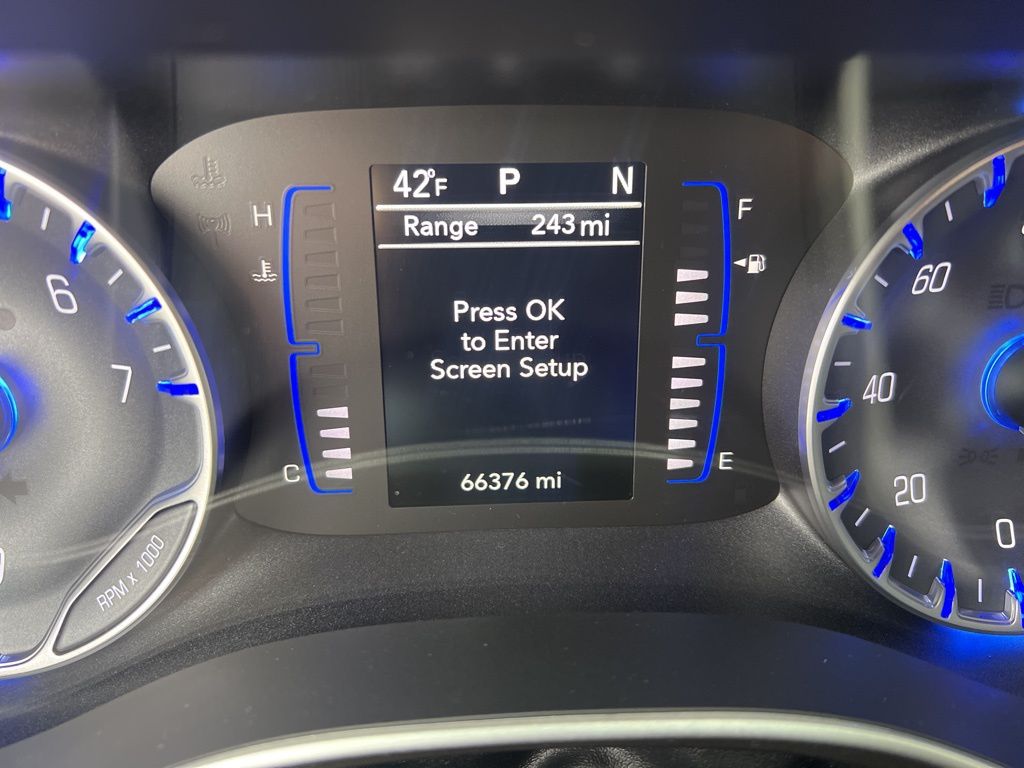 42°F P N
Range 243 mi
H
F
Press OK
to Enter
Screen Setup
C
E
66376 mi
6
7
RPM x 1000
60
40
20
0